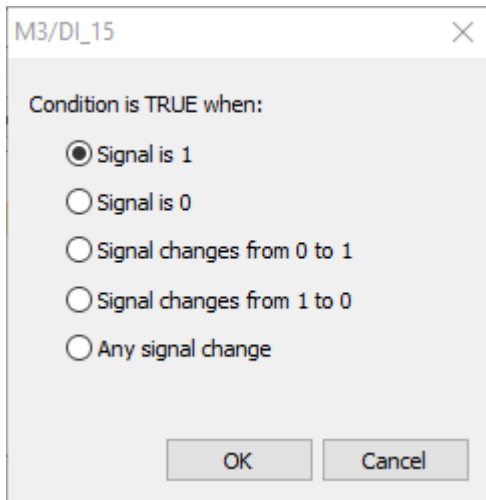 M3/DI_15
Condition is TRUE when:
Signal is 1
Signal is 0
Signal changes from 0 to 1
Signal changes from 1 to 0
Any signal change
OK Cancel